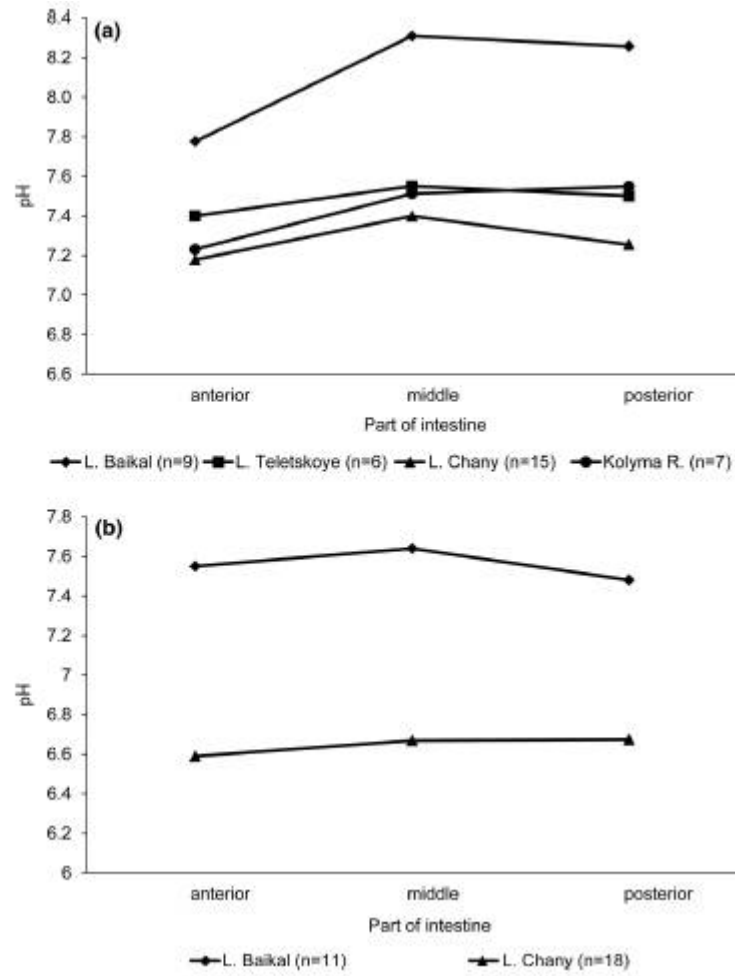 (a)
8.4
8.2
8.0
7.8
7.6
7.4
7.2
7.0
6.8
6.6
pH
anterior middle posterior
Part of intestine
L. Baikal (n=9) L. Teletskoye (n=6) L. Chany (n=15) Kolyma R. (n=7)
(b)
7.8
7.6
7.4
7.2
7
6.8
6.6
6.4
6.2
6
pH
anterior middle posterior
Part of intestine
L. Baikal (n=11) L. Chany (n=18)